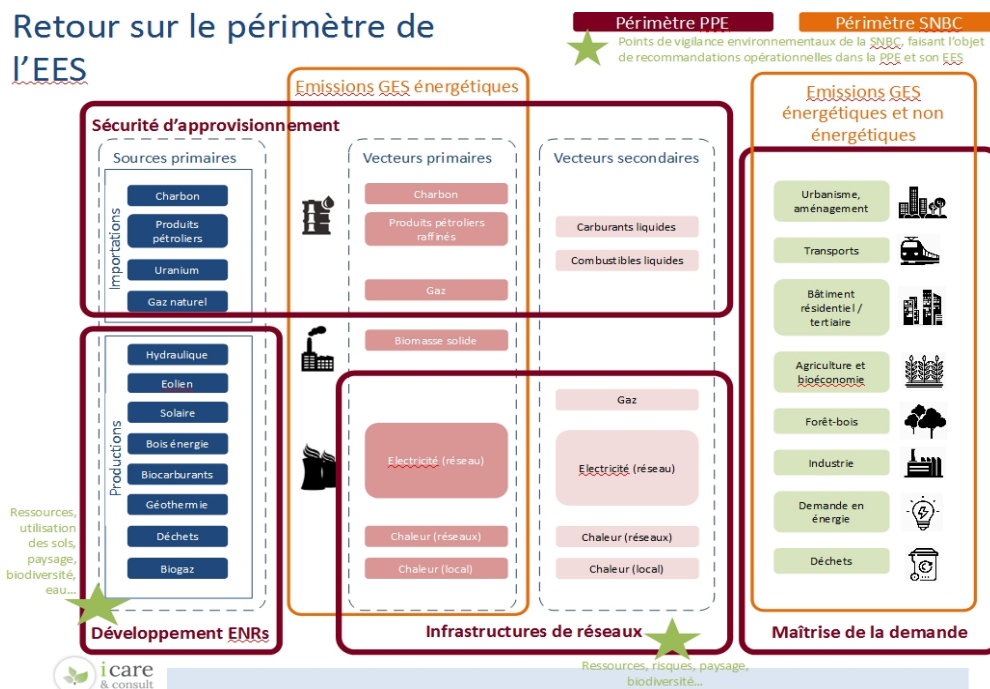 Retour sur le périmètre de
l'EES
Périmètre PPE
Périmètre SNBC
Points de vigilance environnementaux de la SNBC, faisant l'objet
de recommandations opérationnelles dans la PPE et son EES
Emissions GES énergétiques
Emissions GES
énergétiques et non
énergétiques
Sécurité d'approvisionnement
Sources primaires
Vecteurs primaires
Vecteurs secondaires
Importations
Charbon
Produits
pétroliers
Uranium
Gaz naturel
Charbon
Produits pétroliers
raffinés
Gaz
Biomasse solide
Carburants liquides
Combustibles liquides
Productions
Hydraulique
Eolien
Solaire
Bois énergie
Biocarburants
Géothermie
Déchets
Biogaz
Electricité (réseau)
Chaleur (réseaux)
Chaleur (local)
Gaz
Electricité (réseau)
Chaleur (réseaux)
Chaleur (local)
Urbanisme,
aménagement
Transports
Bâtiment
résidentiel /
tertiaire
Agriculture et
bioéconomie
Forêt-bois
Industrie
Demande en
énergie
Déchets
Ressources,
utilisation
des sols,
paysage,
biodiversité,
eau...
Développement ENRs
Infrastructures de réseaux
Maîtrise de la demande
Ressources, risques, paysage,
biodiversité...
icare
& consult